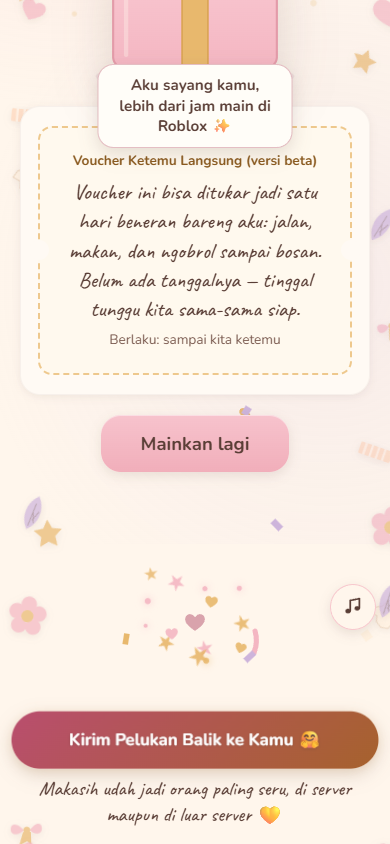 Aku sayang kamu,
lebih dari jam main di
Roblox ✨
Voucher Ketemu Langsung (versi beta)
Voucher ini bisa ditukar jadi satu
hari beneran bareng aku: jalan,
makan, dan ngobrol sampai bosan.
Belum ada tanggalnya — tinggal
tunggu kita sama-sama siap.
Berlaku: sampai kita ketemu
Mainkan lagi
Kirim Pelukan Balik ke Kamu 🤗
Makasih udah jadi orang paling seru, di server
maupun di luar server 💛